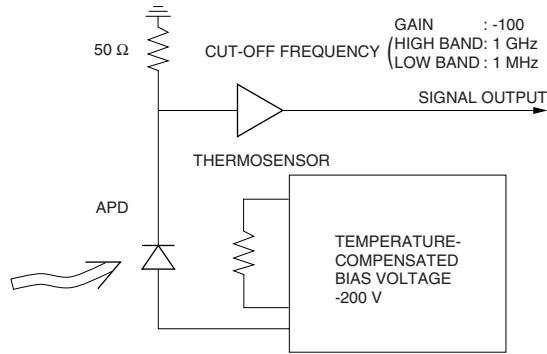 GAIN : -100
50 Ω
CUT-OFF FREQUENCY ( HIGH BAND: 1 GHz
LOW BAND : 1 MHz
SIGNAL OUTPUT
THERMOSENSOR
APD
TEMPERATURE-
COMPENSATED
BIAS VOLTAGE
-200 V